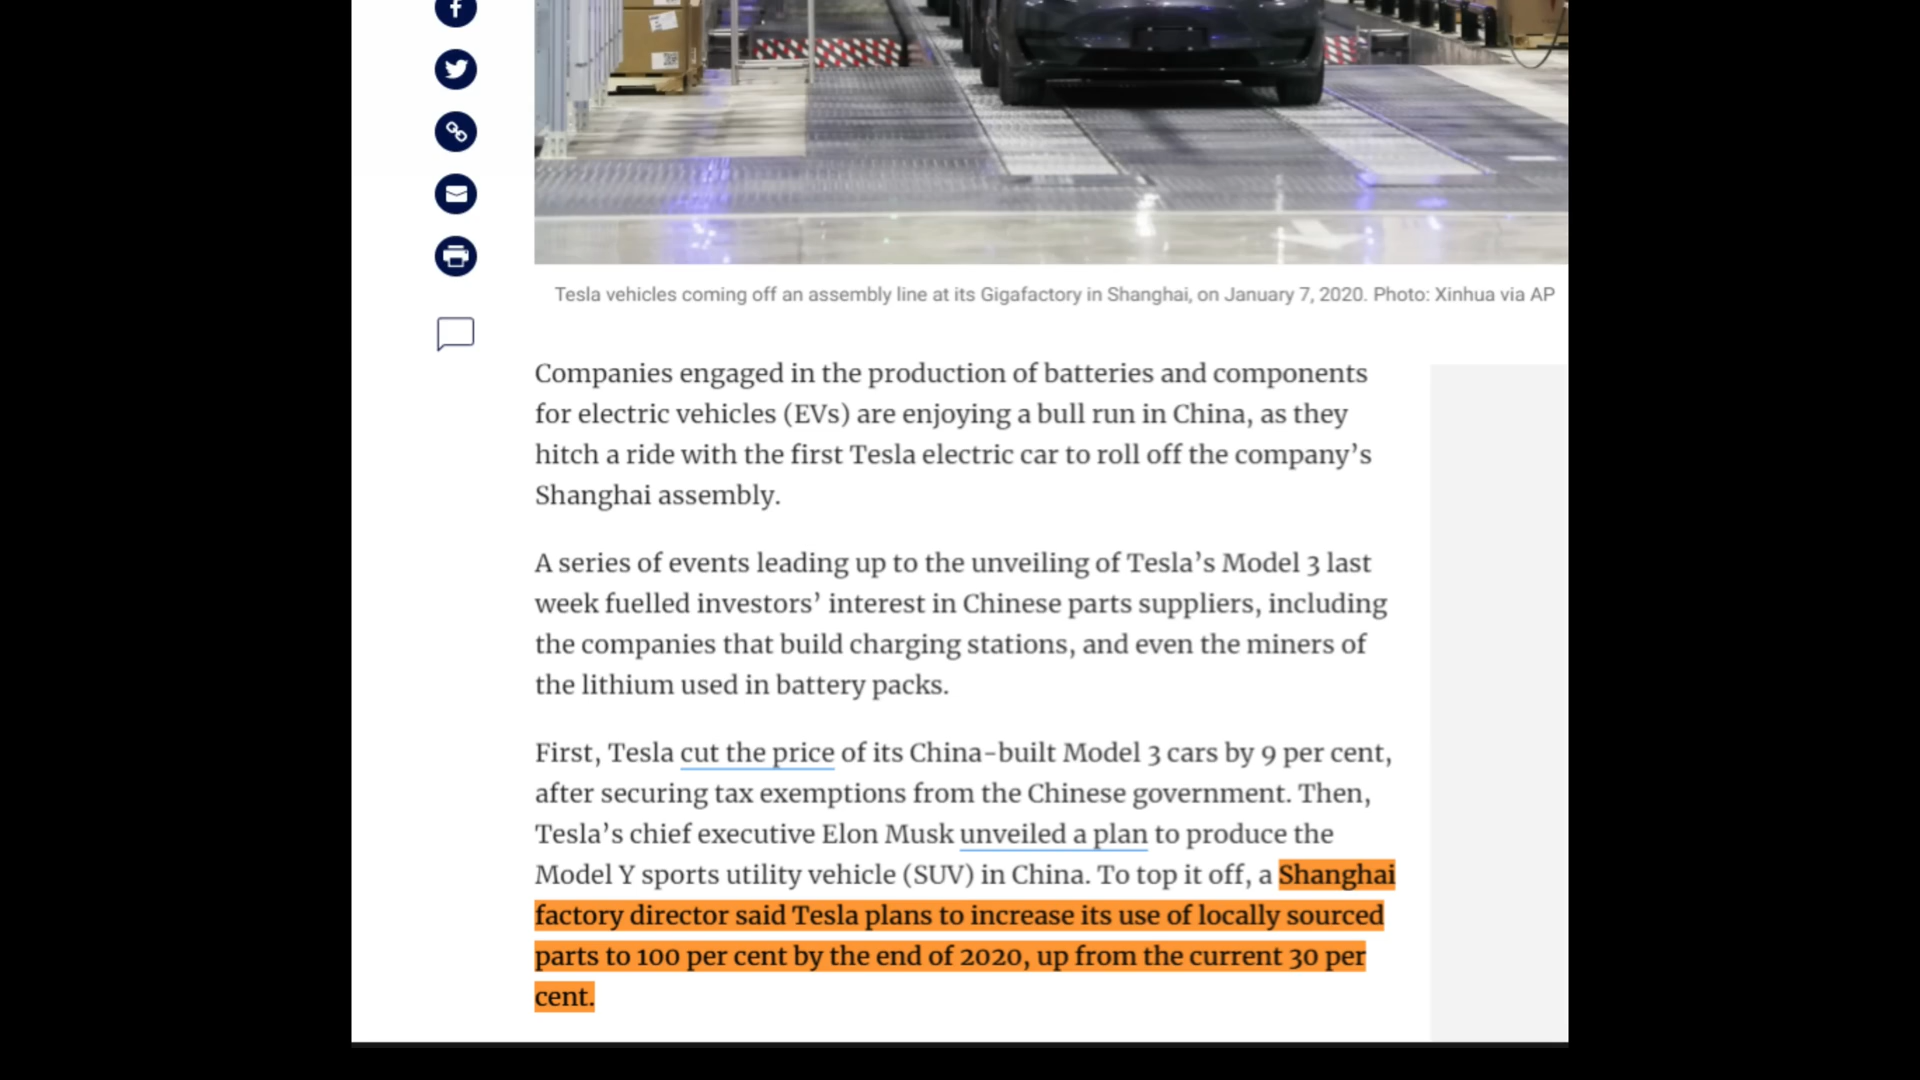 Tesla vehicles coming off an assembly line at its Gigafactory in Shanghai, on January 7, 2020. Photo: Xinhua via AP
Companies engaged in the production of batteries and components
for electric vehicles (EVs) are enjoying a bull run in China, as they
hitch a ride with the first Tesla electric car to roll off the company’s
Shanghai assembly.
A series of events leading up to the unveiling of Tesla’s Model 3 last
week fuelled investors’ interest in Chinese parts suppliers, including
the companies that build charging stations, and even the miners of
the lithium used in battery packs.
First, Tesla cut the price of its China-built Model 3 cars by 9 per cent,
after securing tax exemptions from the Chinese government. Then,
Tesla’s chief executive Elon Musk unveiled a plan to produce the
Model Y sports utility vehicle (SUV) in China. To top it off, a Shanghai
factory director said Tesla plans to increase its use of locally sourced
parts to 100 per cent by the end of 2020, up from the current 30 per
cent.